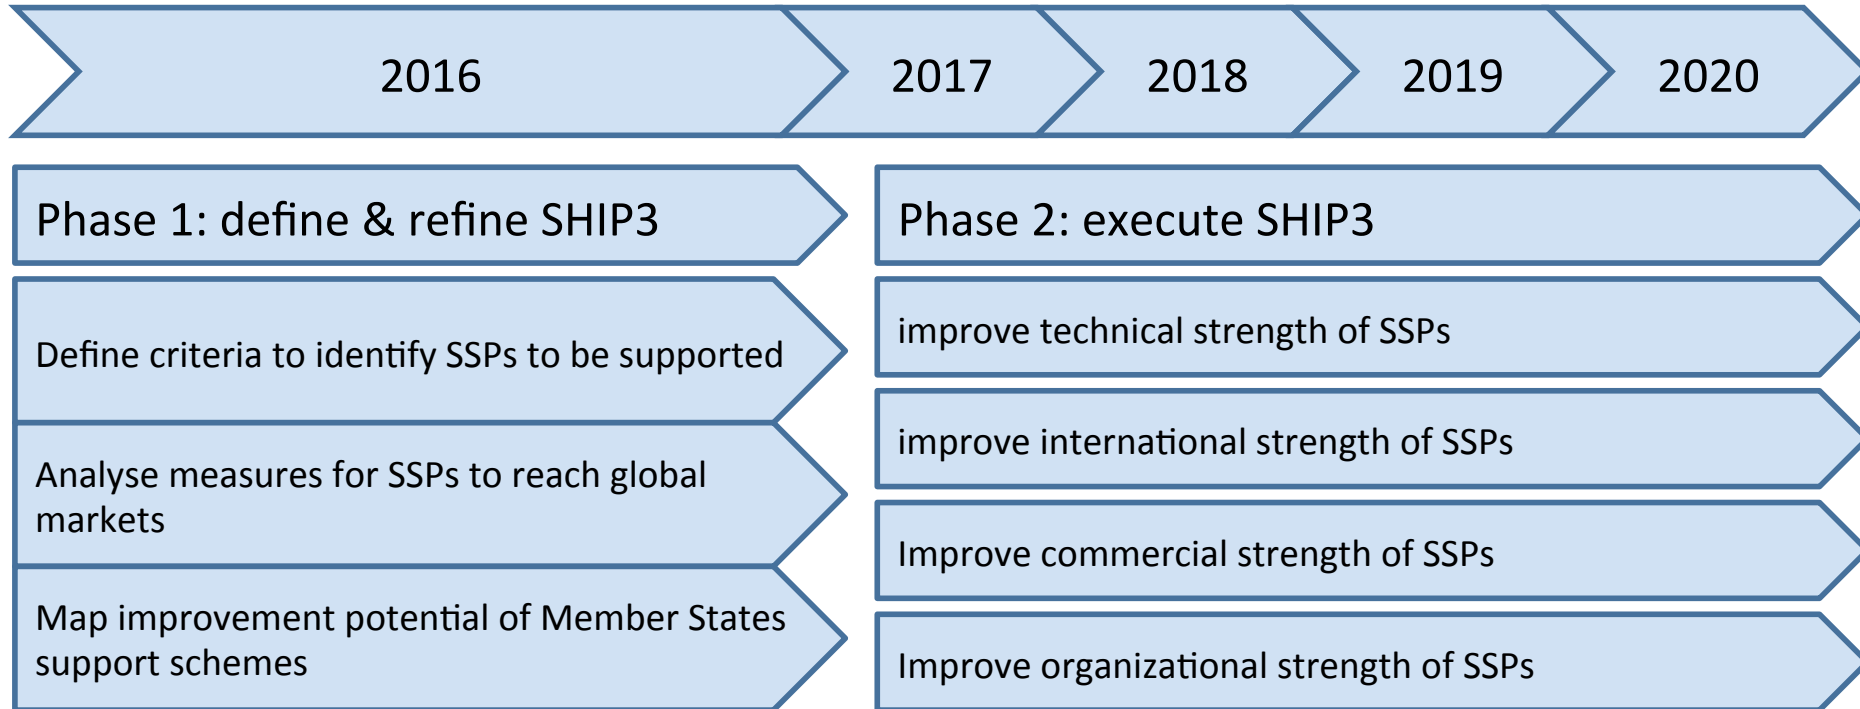 2016
2017
2018
2019
2020
Phase 1: define & refine SHIP3
Define criteria to identify SSPs to be supported
Analyse measures for SSPs to reach global
markets
Map improvement potential of Member States
support schemes
Phase 2: execute SHIP3
improve technical strength of SSPs
improve international strength of SSPs
Improve commercial strength of SSPs
Improve organizational strength of SSPs